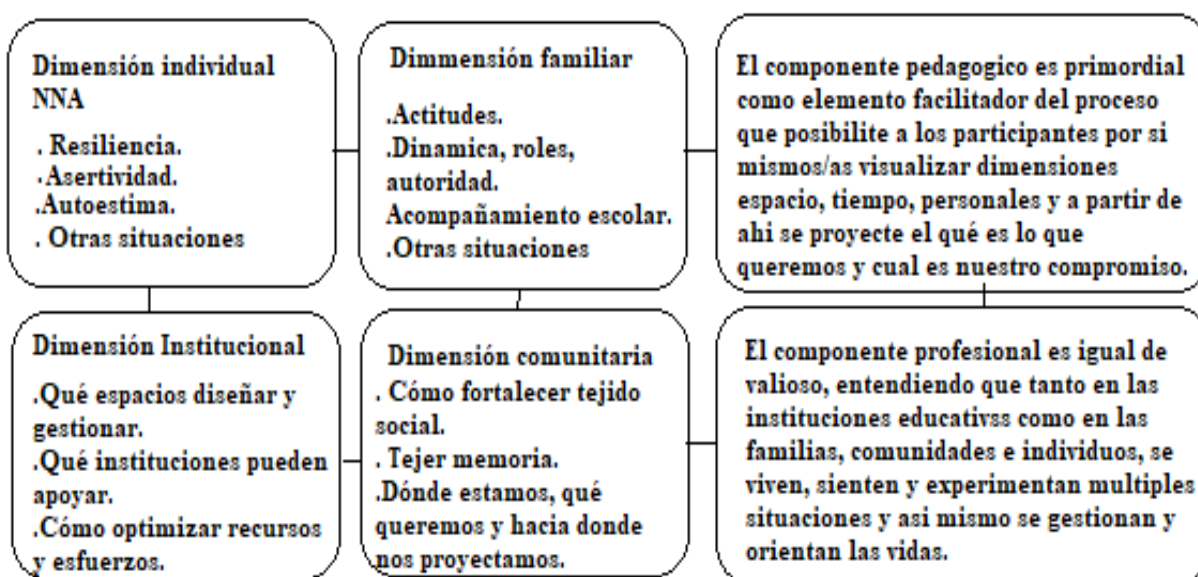 Dimensión individual
NNA
. Resiliencia.
.Asertividad.
.Autoestima.
. Otras situaciones
Dimmensión familiar
.Actitudes.
.Dinamica, roles,
autoridad.
Acompañamiento escolar.
.Otras situaciones
El componente pedagogico es primordial
como elemento facilitador del proceso
que posibilite a los participantes por si
mismos/as visualizar dimensiones
espacio, tiempo, personales y a partir de
ahi se proyecte el qué es lo que
queremos y cual es nuestro compromiso.
Dimensión Institucional
.Qué espacios diseñar y
gestionar.
.Qué instituciones pueden
apoyar.
.Cómo optimizar recursos
y esfuerzos.
Dimensión comunitaria
. Cómo fortalecer tejido
social.
. Tejer memoria.
.Dónde estamos, qué
queremos y hacia donde
nos proyectamos.
El componente profesional es igual de
valioso, entendiendo que tanto en las
instituciones educativss como en las
familias, comunidades e individuos, se
viven, sienten y experimentan multiples
situaciones y asi mismo se gestionan y
orientan las vidas.